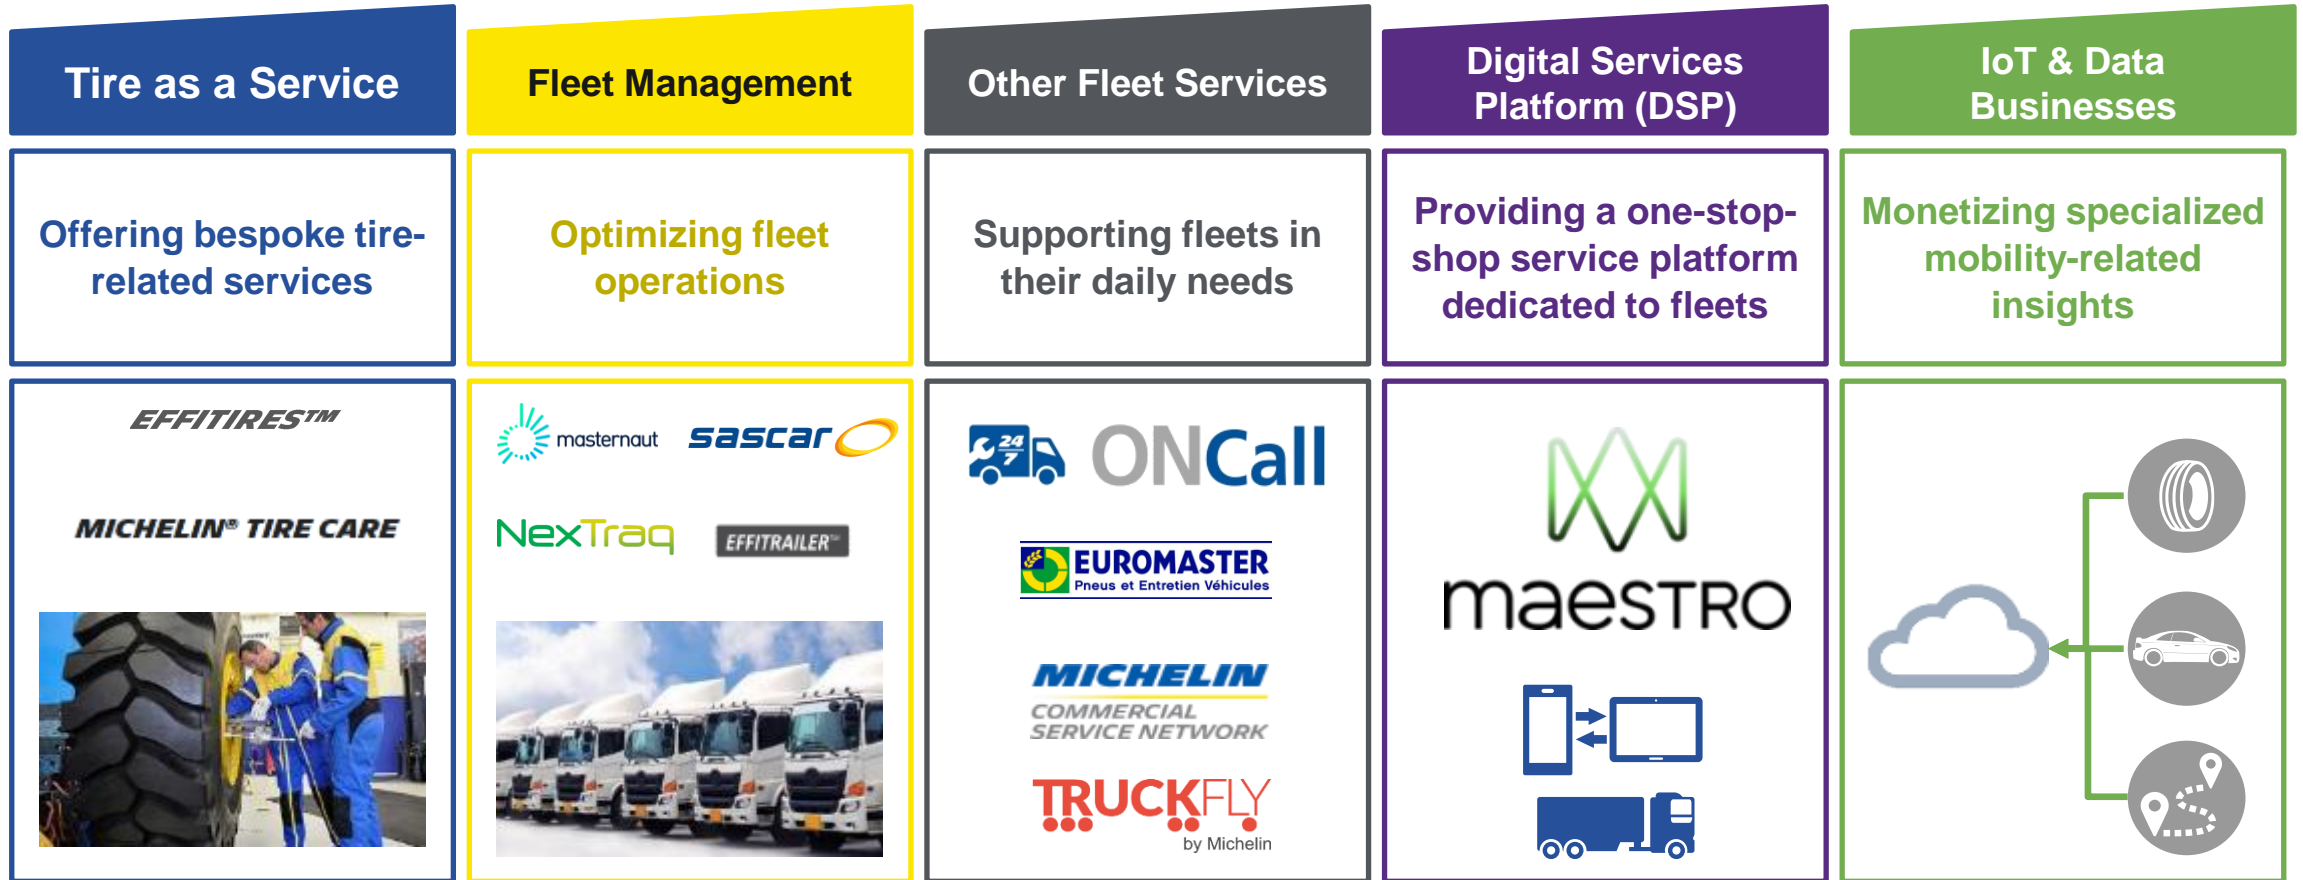 Tire as a Service
Offering bespoke tire-
related services
EFFITIRES™
MICHELIN® TIRE CARE
Fleet Management
Optimizing fleet
operations
masternaut
sascar
NexTraq
EFFITRAILER™
Other Fleet Services
Supporting fleets in
their daily needs
24
7
ONCall
EUROMASTER
Pneus et Entretien Véhicules
MICHELIN
COMMERCIAL
SERVICE NETWORK
TRUCKFLY
by Michelin
Digital Services
Platform (DSP)
Providing a one-stop-
shop service platform
dedicated to fleets
maestro
IoT & Data
Businesses
Monetizing specialized
mobility-related
insights